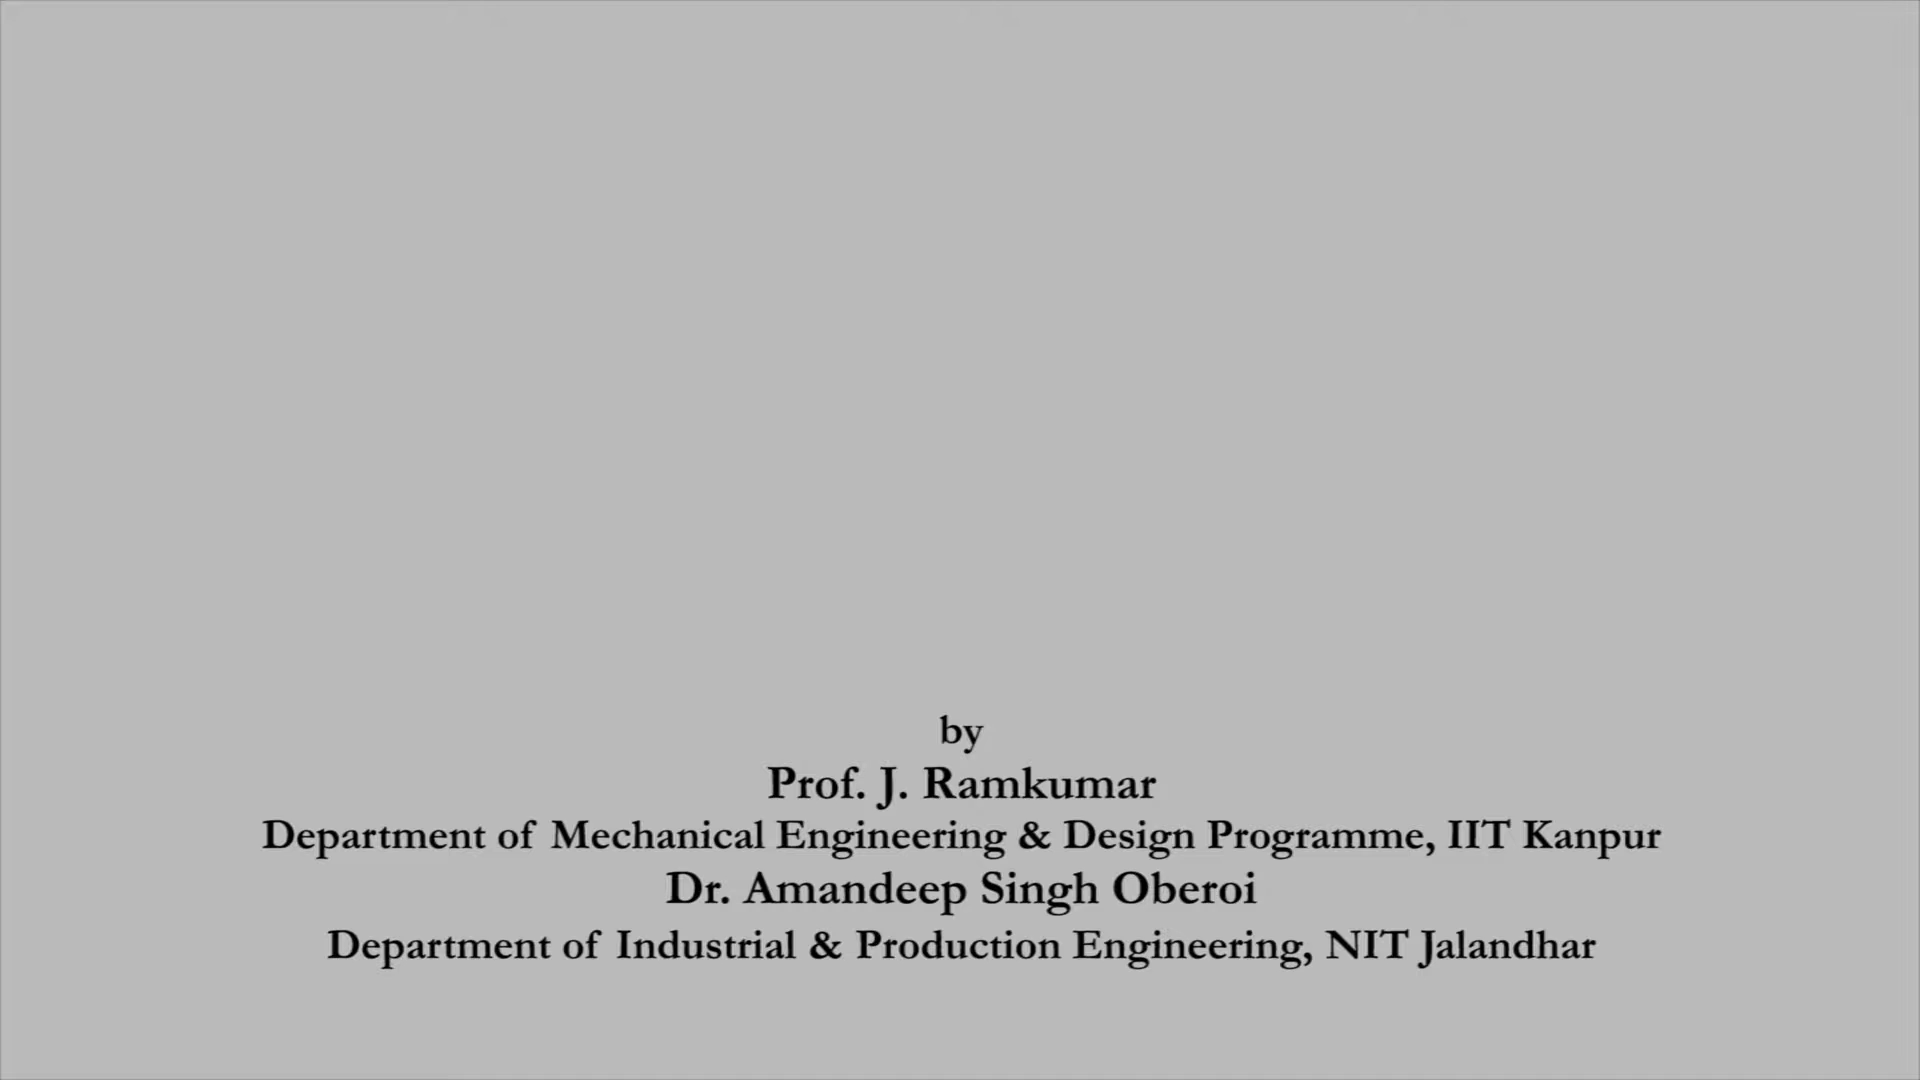 by
Prof. J. Ramkumar
Department of Mechanical Engineering & Design Programme, IIT Kanpur
Dr. Amandeep Singh Oberoi
Department of Industrial & Production Engineering, NIT Jalandhar